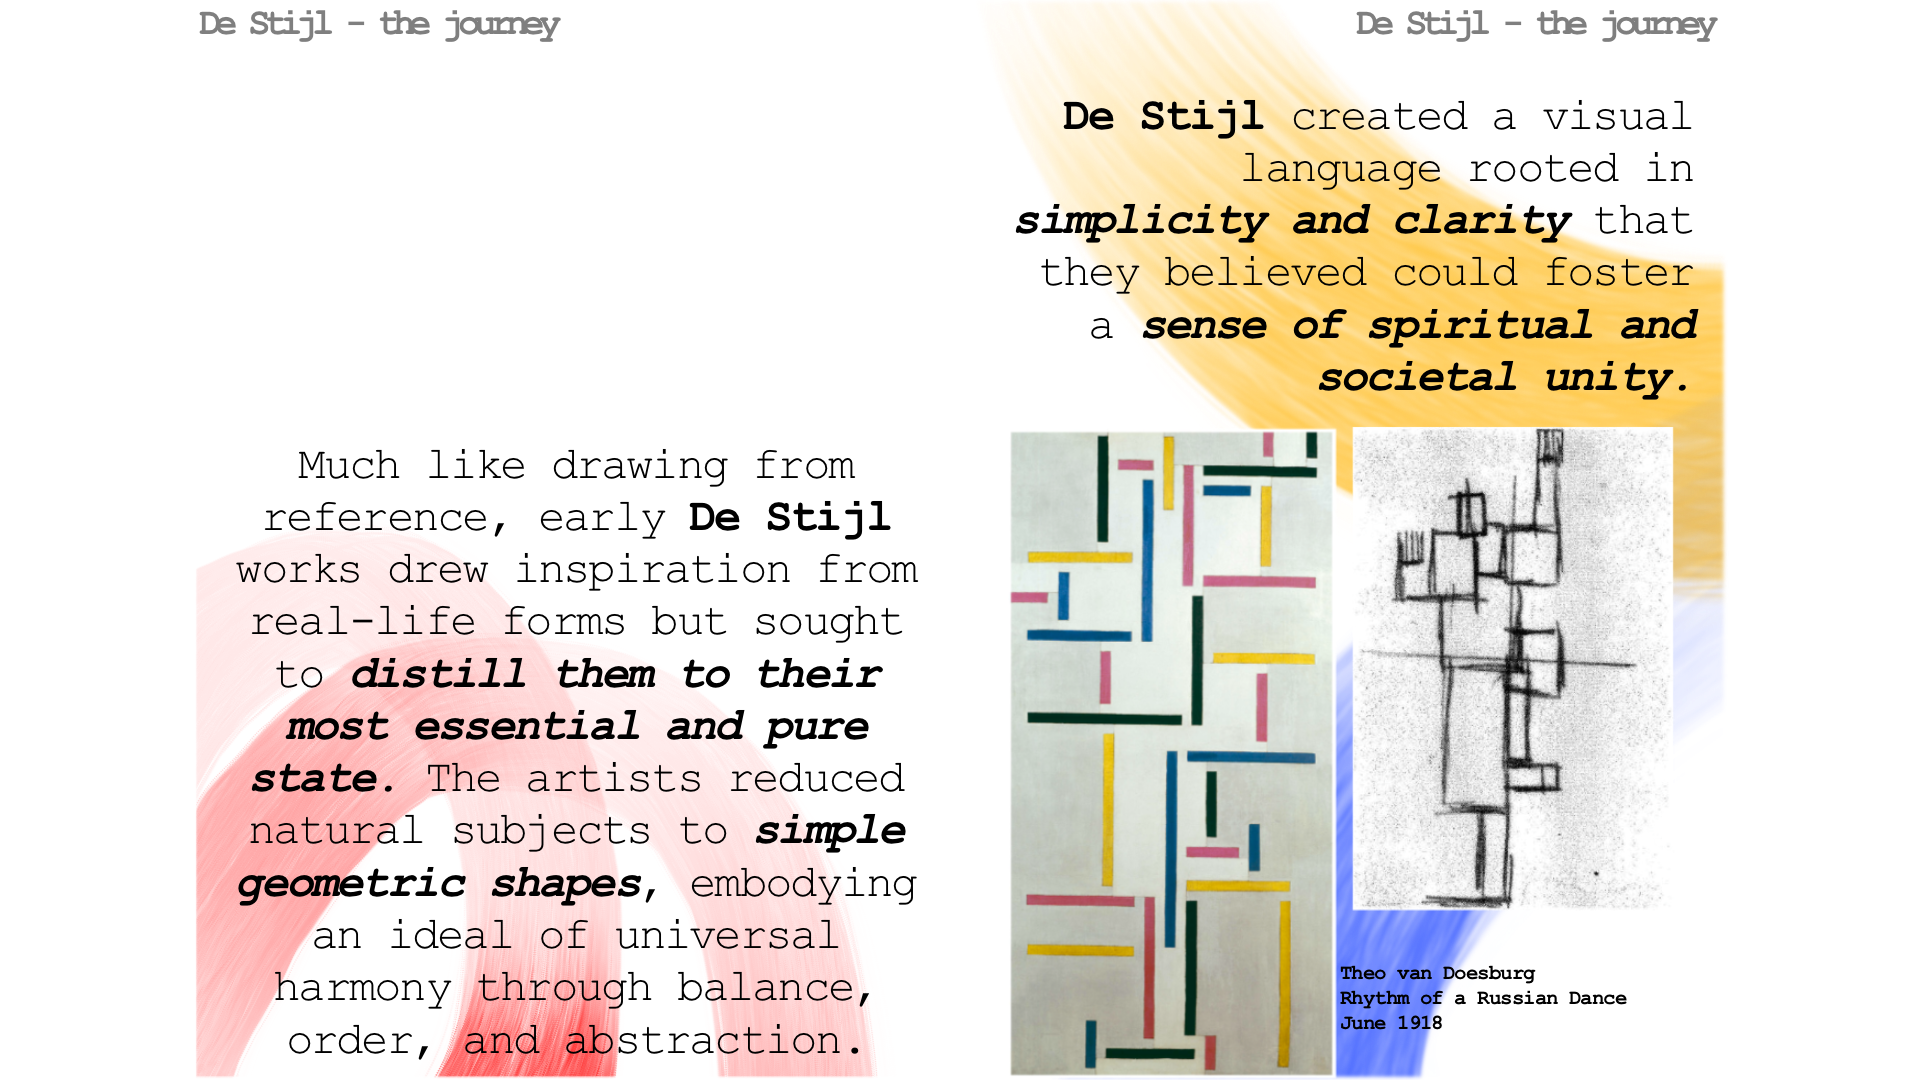 De Stijl - the journey
Much like drawing from
reference, early De Stijl
works drew inspiration from
real-life forms but sought
to distill them to their
most essential and pure
state. The artists reduced
natural subjects to simple
geometric shapes, embodying
an ideal of universal
harmony through balance,
order, and abstraction.
De Stijl - the journey
De Stijl created a visual
language rooted in
simplicity and clarity that
they believed could foster
a sense of spiritual and
societal unity.
Theo van Doesburg
Rhythm of a Russian Dance
June 1918